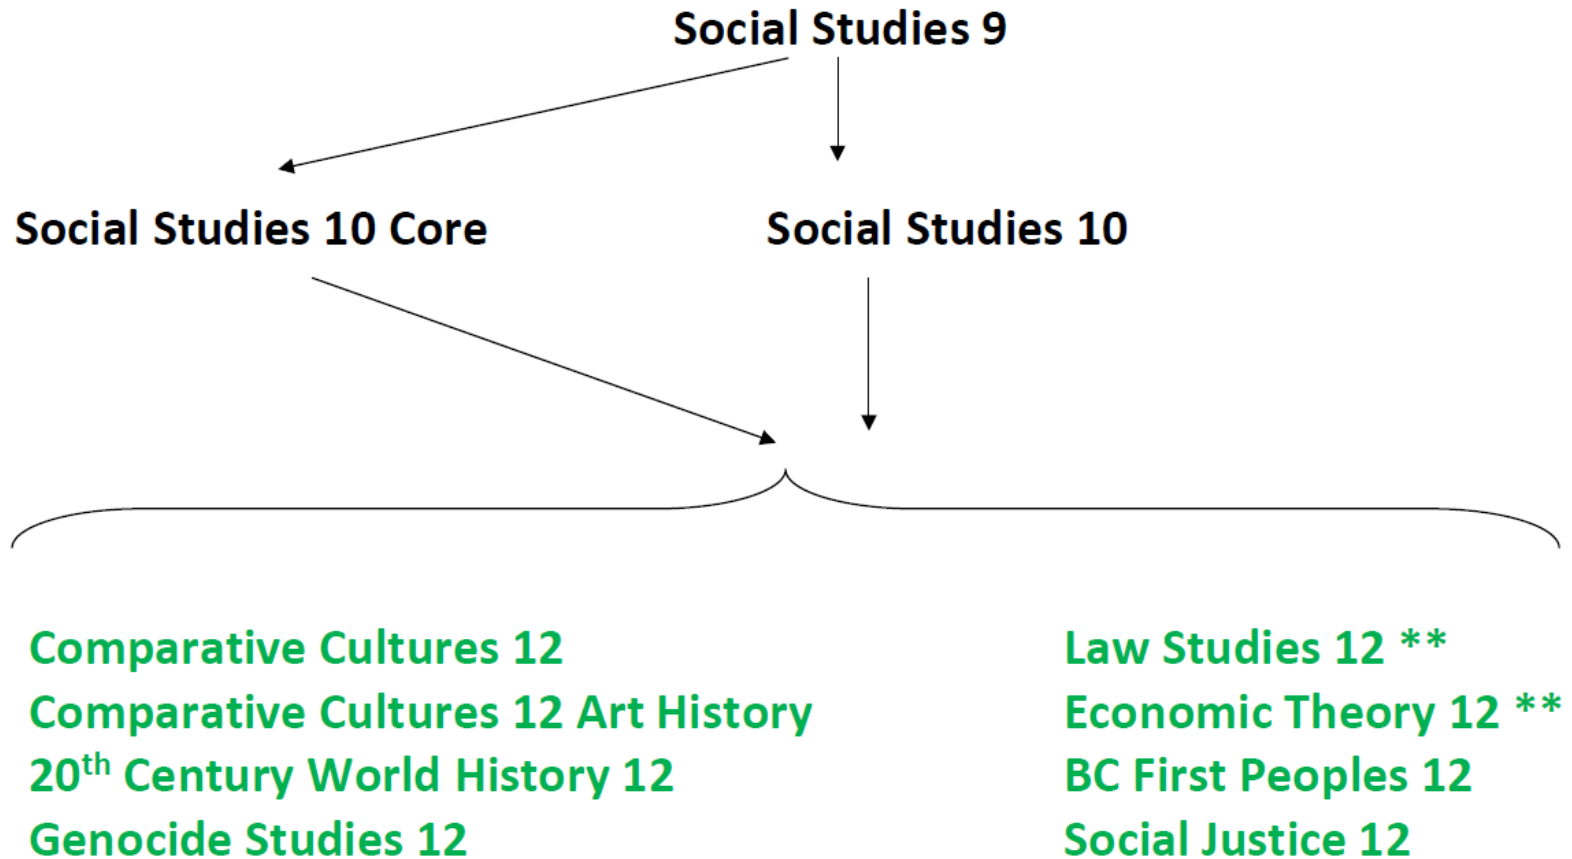 Social Studies 9
Social Studies 10 Core
Social Studies 10
Comparative Cultures 12
Comparative Cultures 12 Art History
20th Century World History 12
Genocide Studies 12
Law Studies 12 **
Economic Theory 12 **
BC First Peoples 12
Social Justice 12